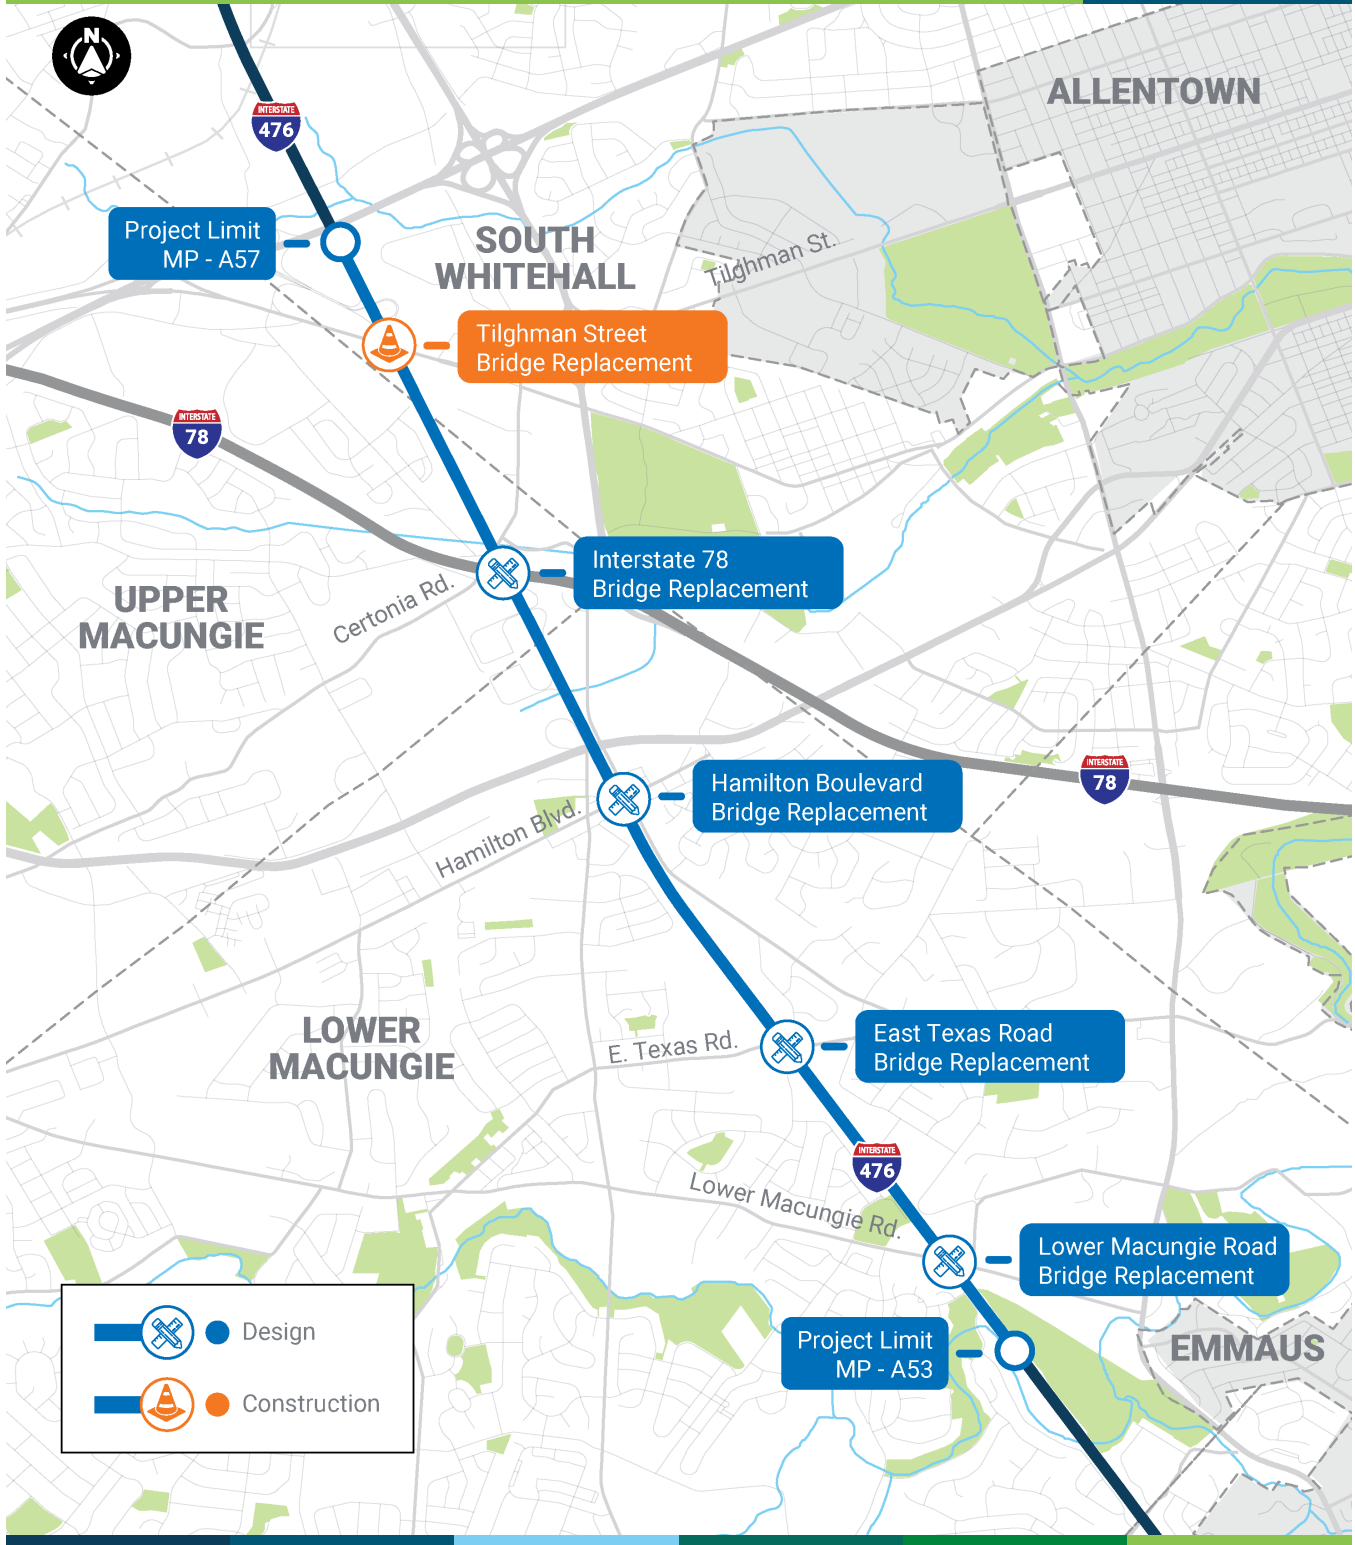 N
ALLENTOWN
INTERSTATE
476
Project Limit
MP - A57
SOUTH
WHITEHALL
Tilghman St.
Tilghman Street
Bridge Replacement
INTERSTATE
78
Interstate 78
Bridge Replacement
UPPER
MACUNGIE
Certonia Rd.
INTERSTATE
78
Hamilton Boulevard
Bridge Replacement
Hamilton Blvd.
LOWER
MACUNGIE
E. Texas Rd.
East Texas Road
Bridge Replacement
INTERSTATE
476
Lower Macungie Rd.
Lower Macungie Road
Bridge Replacement
Project Limit
MP - A53
EMMAUS
Design
Construction